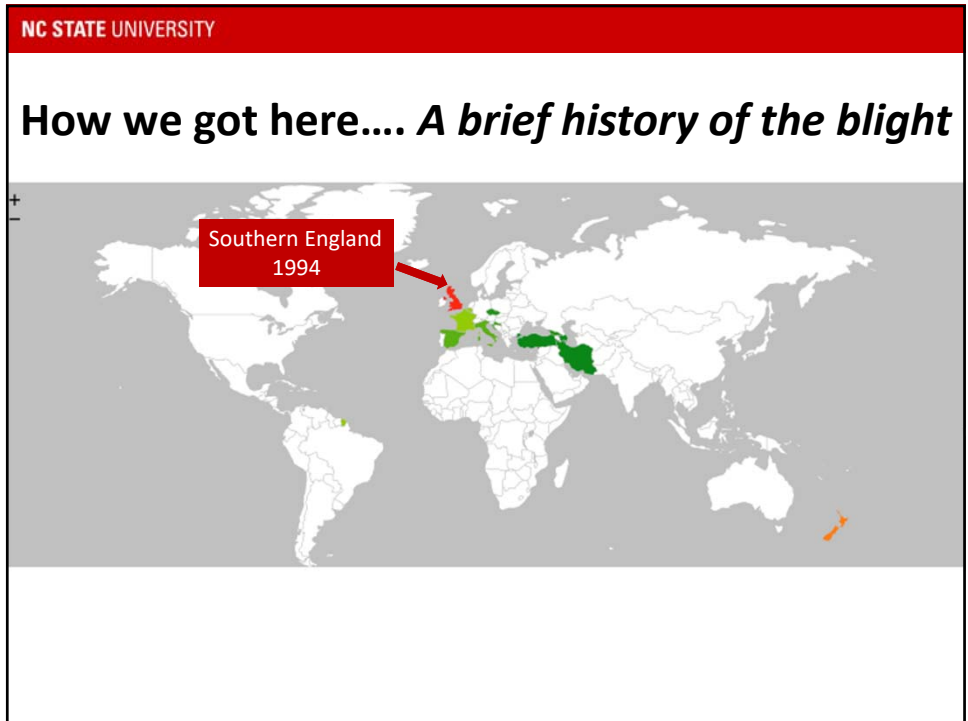 NC STATE UNIVERSITY
How we got here.... A brief history of the blight
+
−
Southern England
1994